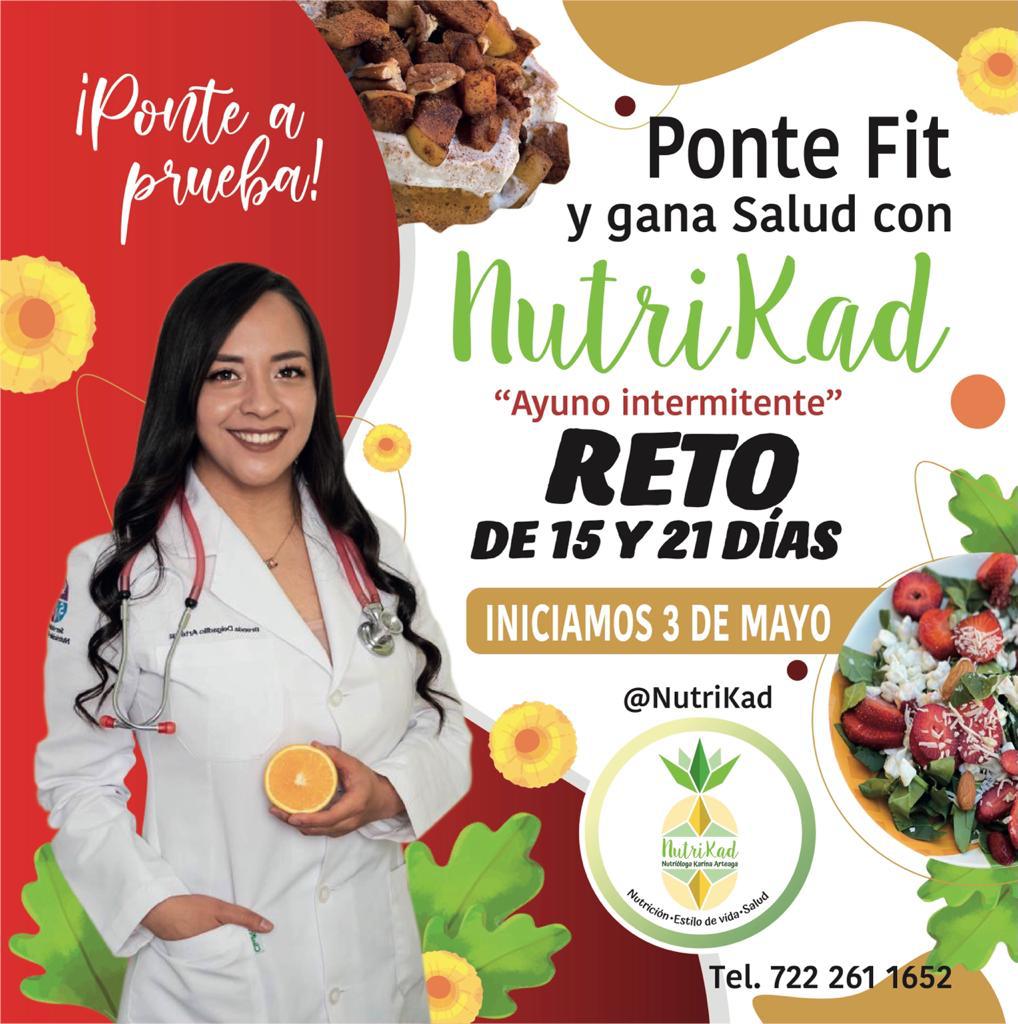 ¡Ponte a
prueba!
Ponte Fit
y gana Salud con
NutriKad
“Ayuno intermitente”
RETO
DE 15 Y 21 DÍAS
INICIAMOS 3 DE MAYO
@NutriKad
NutriKad
Nutrióloga Karina Arteaga
Nutrición•Estilo de vida•Salud
Tel. 722 261 1652